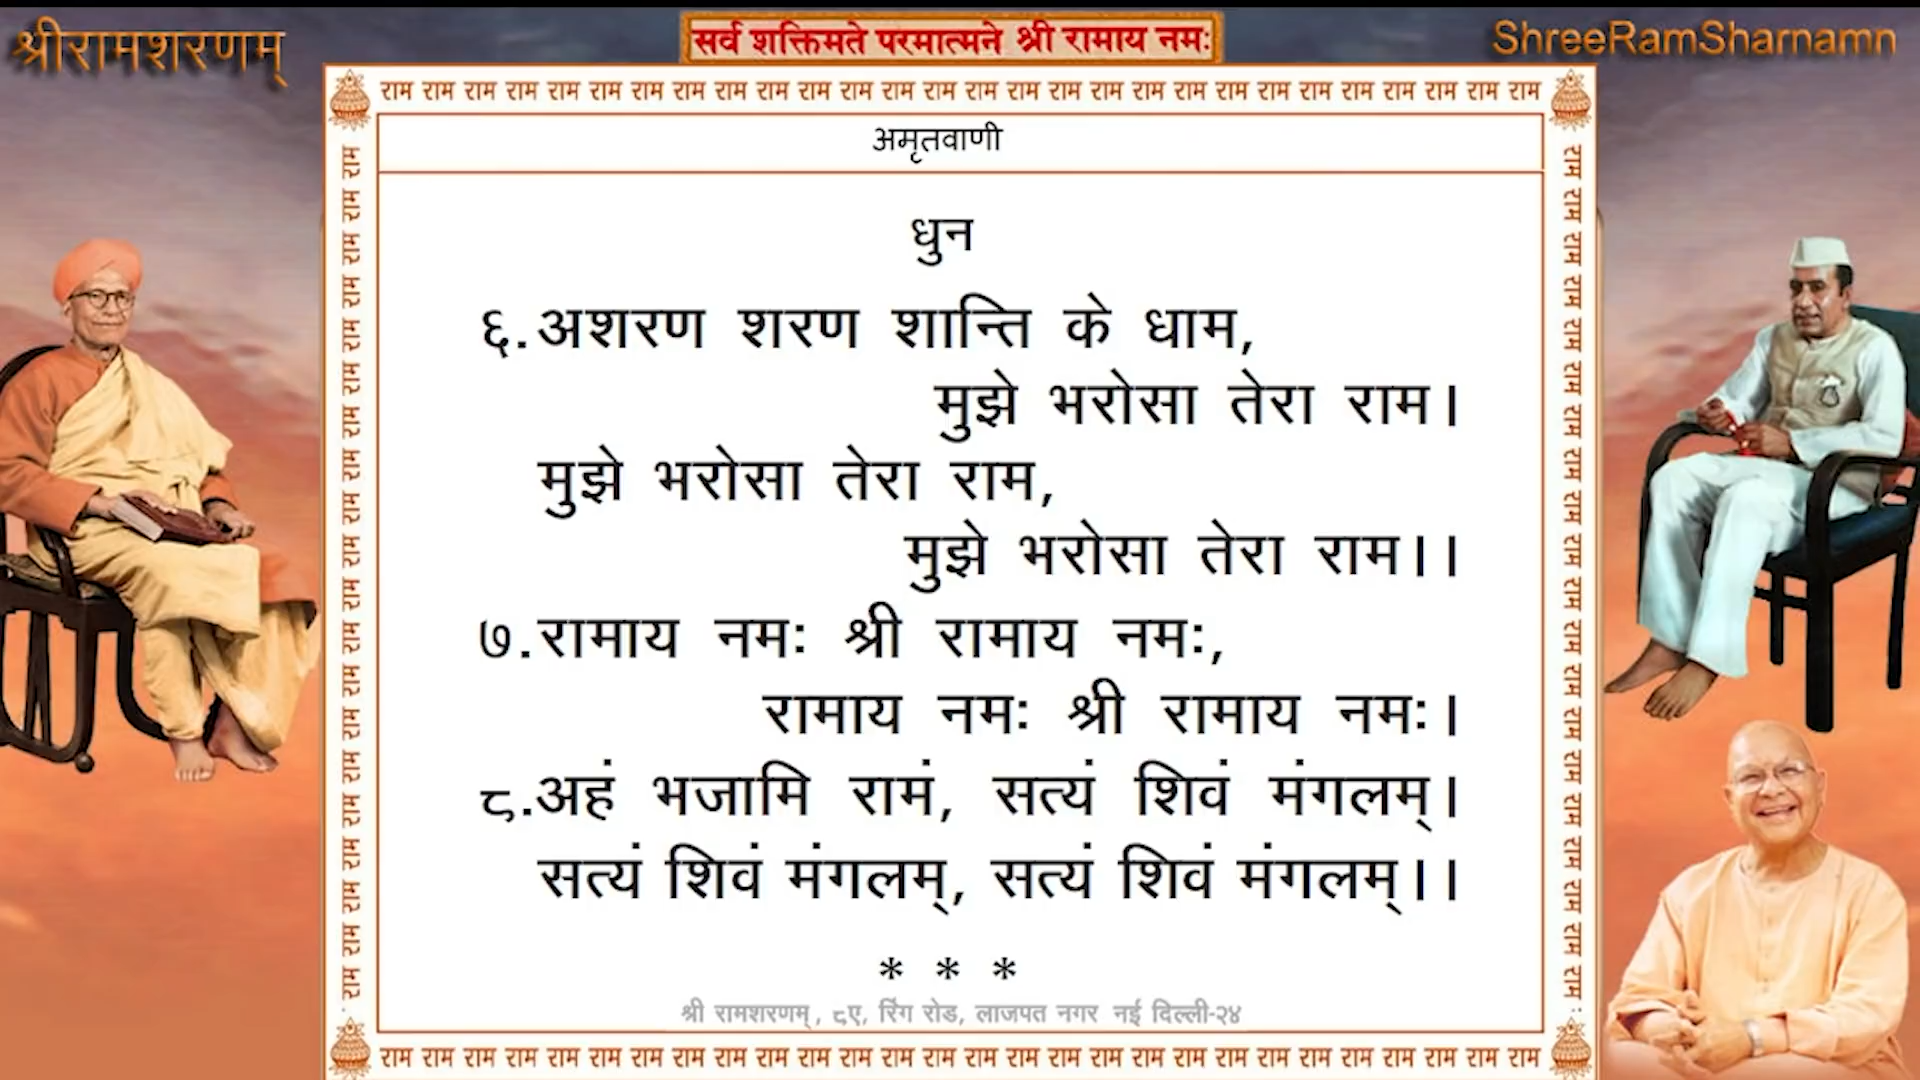 श्रीरामशरणम्
सर्व शक्तिमते परमात्मने श्री रामाय नमः
ShreeRamSharnamn
राम राम राम राम राम राम राम राम राम राम राम राम राम राम राम राम राम राम राम राम राम राम राम राम राम राम राम राम
अमृतवाणी
धुन
६.अशरण शरण शान्ति के धाम,
मुझे भरोसा तेरा राम।
मुझे भरोसा तेरा राम,
मुझे भरोसा तेरा राम।।
७.रामाय नमः श्री रामाय नमः,
रामाय नमः श्री रामाय नमः।
८.अहं भजामि रामं, सत्यं शिवं मंगलम्।
सत्यं शिवं मंगलम्, सत्यं शिवं मंगलम्।।
* * *
श्री रामशरणम्, ८ए, रिंग रोड, लाजपत नगर नई दिल्ली-२४
राम राम राम राम राम राम राम राम राम राम राम राम राम राम राम राम राम राम राम राम राम राम राम राम राम राम राम राम
राम राम राम राम राम राम राम राम राम राम राम राम राम राम राम राम राम राम राम राम
राम राम राम राम राम राम राम राम राम राम राम राम राम राम राम राम राम राम राम राम